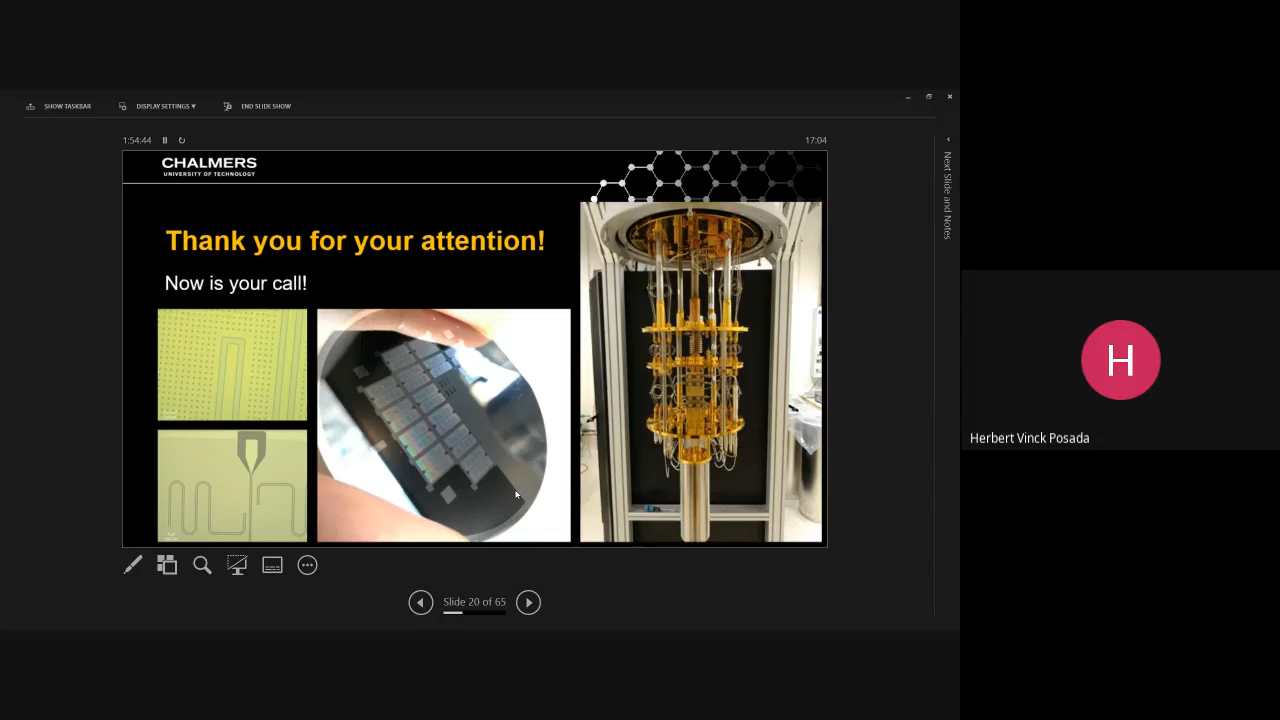 SHOW TASKBAR
DISPLAY SETTINGS ▼
END SLIDE SHOW
1:54:44
17:04
CHALMERS
UNIVERSITY OF TECHNOLOGY
Thank you for your attention!
Now is your call!
Slide 20 of 65
Next Slide and Notes
H
Herbert Vinck Posada